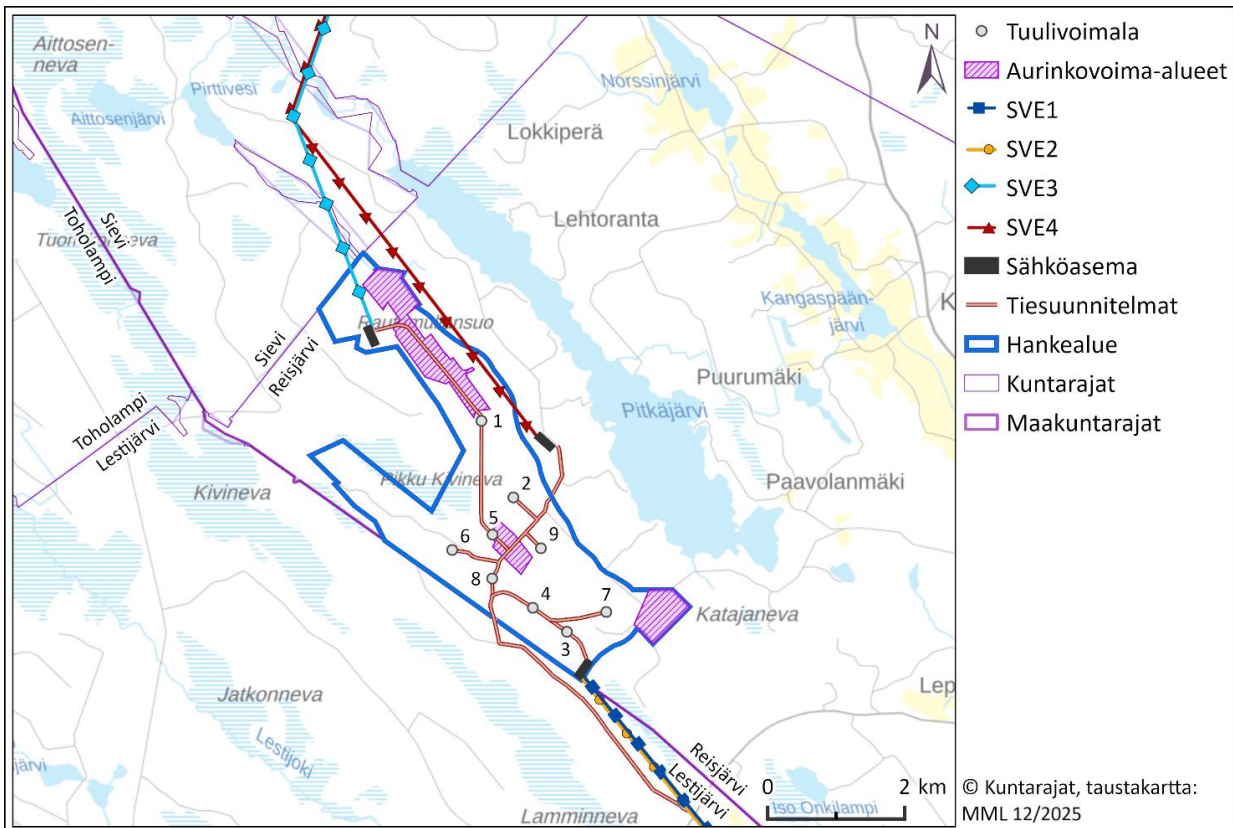 Aittosen-
neva
Pirttivesi
Aittosenjärvi
Norssinjärvi
Lokkiperä
Lehtoranta
Sievi
Toholampi
Kangaspään-
järvi
K
Sievi
Reisjärvi
Puurumäki
Pitkäjärvi
Toholampi
Lestijärvi
1
Pikku Kivineva
Kivineva
Paavolanmäki
2
5
6
9
8
4
7
3
Katajaneva
Jatkonneva
Lep
Lestijoki
järvi
Reisjärvi
Lestijärvi
Iso Onkilampi
Lamminneva
0
2 km
N
Tuulivoimala
Aurinkovoima-alueet
SVE1
SVE2
SVE3
SVE4
Sähköasema
Tiesuunnitelmat
Hankealue
Kuntarajat
Maakuntarajat
© Kuntarajat, taustakartta:
MML 12/2025